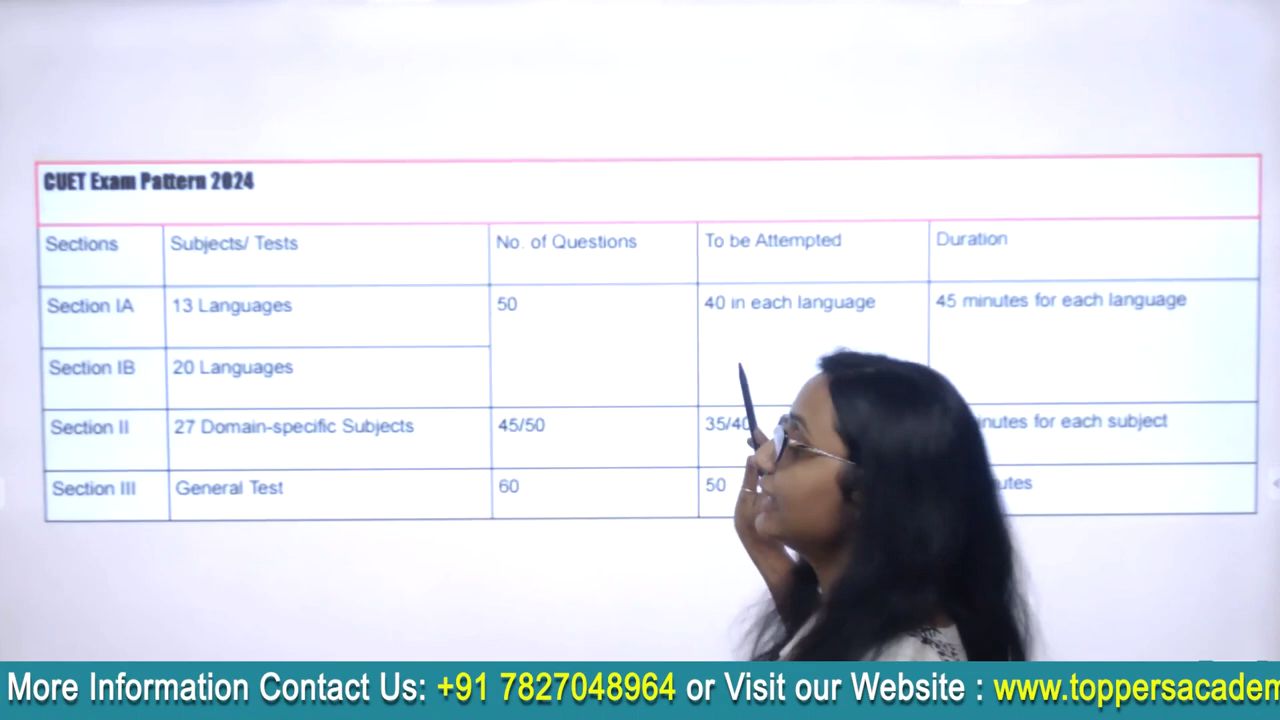 CUET Exam Pattern 2024
Sections Subjects/ Tests No. of Questions To be Attempted Duration
Section IA 13 Languages 50 40 in each language 45 minutes for each language
Section IB 20 Languages
Section II 27 Domain-specific Subjects 45/50 35/40 for each subject
Section III General Test 60 50
More Information Contact Us: +91 7827048964 or Visit our Website :